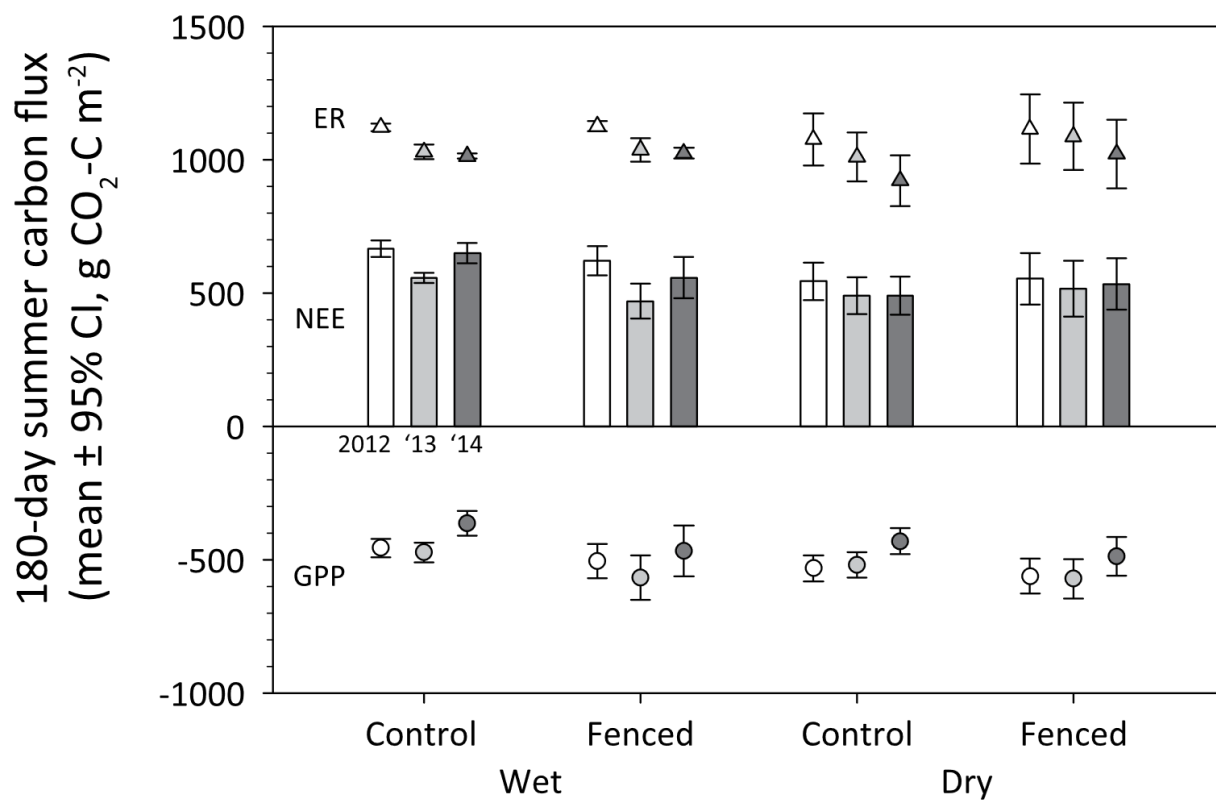 180-day summer carbon flux
(mean ± 95% CI, g CO₂-C m⁻²)
1500
1000
500
0
-500
-1000
ER
NEE
2012 ‘13 ‘14
GPP
Control Fenced Control Fenced
Wet Dry